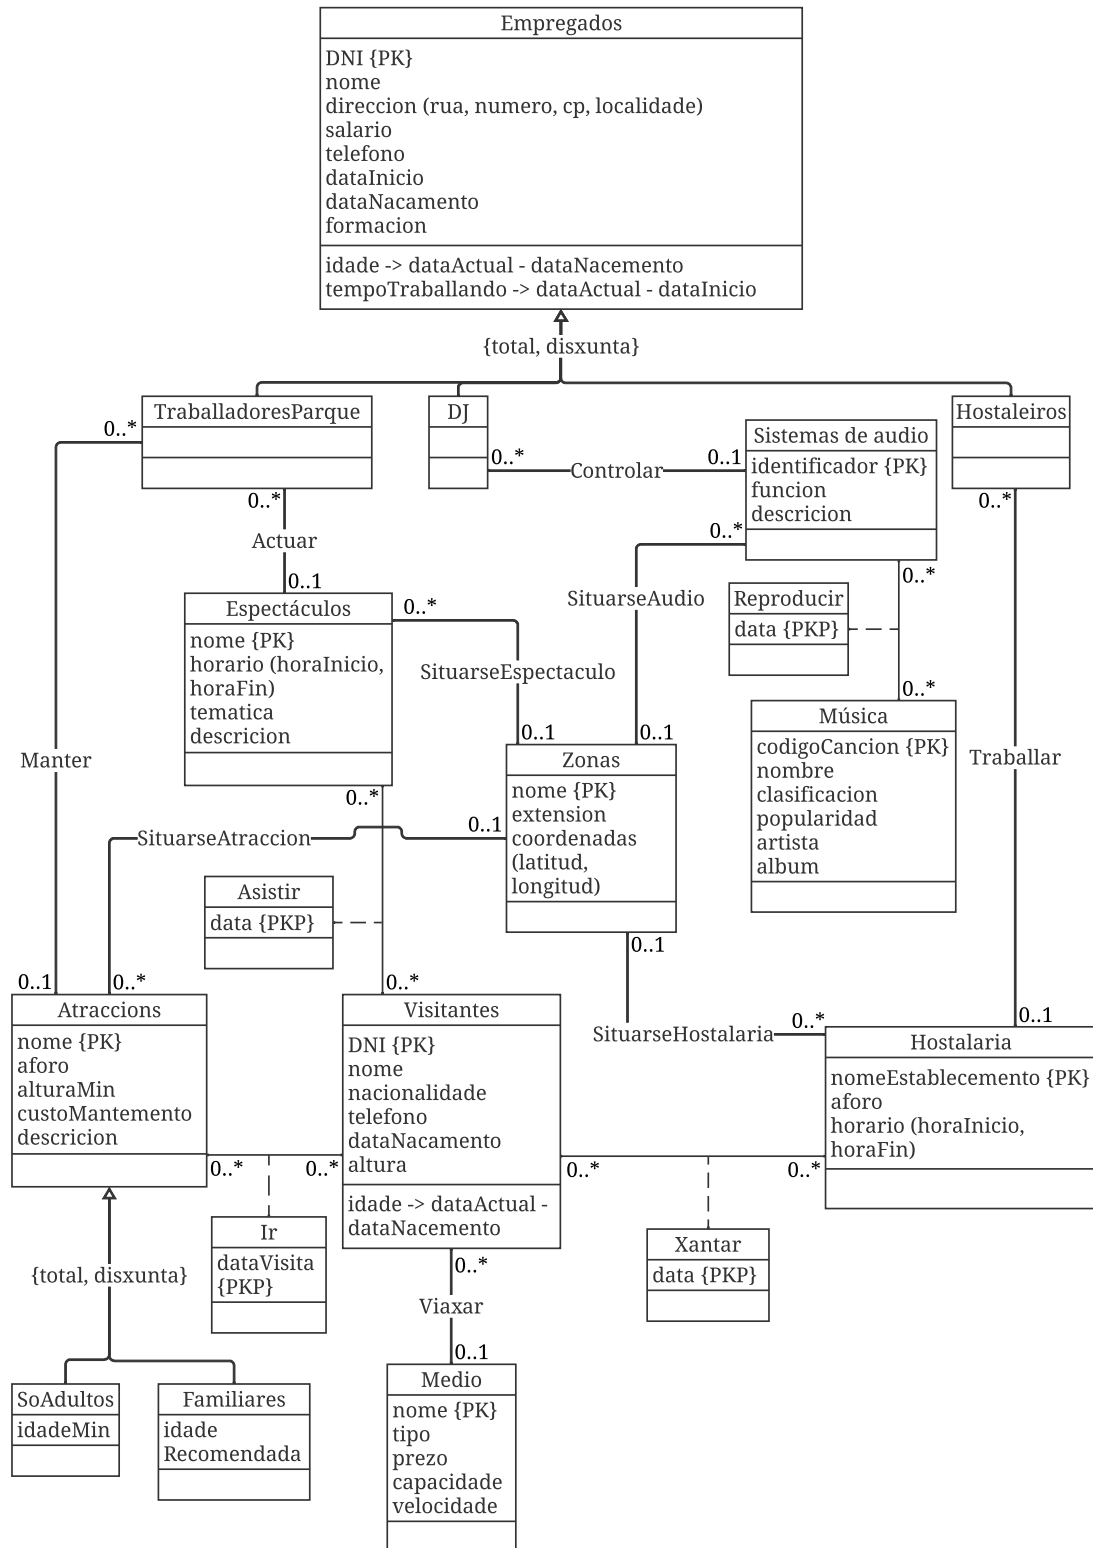 Empregados
DNI {PK}
nome
direccion (rua, numero, cp, localidade)
salario
telefono
dataInicio
dataNacamento
formacion
idade -> dataActual - dataNacemento
tempoTraballando -> dataActual - dataInicio
{total, disxunta}
TraballadoresParque
DJ
Hostaleiros
0..*
Sistemas de audio
identificador {PK}
funcion
descricion
0..*
Controlar
0..1
0..*
0..*
Actuar
0..1
0..*
SituarseAudio
0..*
Reproducir
data {PKP}
Espectáculos
nome {PK}
horario (horaInicio,
horaFin)
tematica
descricion
0..*
SituarseEspectaculo
0..1
0..1
0..*
Música
codigoCancion {PK}
nombre
clasificacion
popularidad
artista
album
Manter
Traballar
Zonas
nome {PK}
extension
coordenadas
(latitud,
longitud)
0..*
SituarseAtraccion
0..1
Asistir
data {PKP}
0..1
0..1
0..*
0..*
Atraccions
nome {PK}
aforo
alturaMin
custoMantemento
descricion
Visitantes
DNI {PK}
nome
nacionalidade
telefono
dataNacamento
altura
idade -> dataActual -
dataNacemento
SituarseHostalaria
0..*
0..1
Hostalaria
nomeEstablecemento {PK}
aforo
horario (horaInicio,
horaFin)
0..*
0..*
0..*
0..*
Ir
dataVisita
{PKP}
Xantar
data {PKP}
{total, disxunta}
0..*
Viaxar
0..1
SoAdultos
idadeMin
Familiares
idade
Recomendada
Medio
nome {PK}
tipo
prezo
capacidade
velocidade